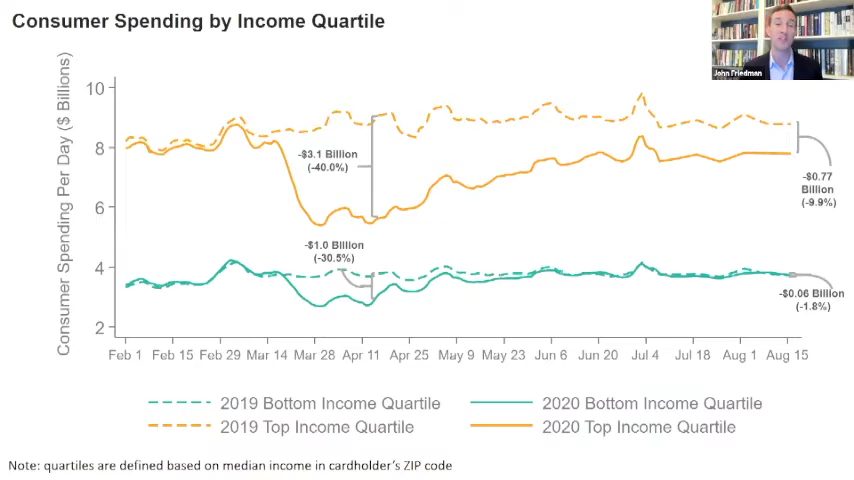 Consumer Spending by Income Quartile
John Friedman
Consumer Spending Per Day ($ Billions)
10
8
6
4
2
-$3.1 Billion
(-40.0%)
-$1.0 Billion
(-30.5%)
-$0.77
Billion
(-9.9%)
-$0.06 Billion
(-1.8%)
Feb 1 Feb 15 Feb 29 Mar 14 Mar 28 Apr 11 Apr 25 May 9 May 23 Jun 6 Jun 20 Jul 4 Jul 18 Aug 1 Aug 15
2019 Bottom Income Quartile 2020 Bottom Income Quartile
2019 Top Income Quartile 2020 Top Income Quartile
Note: quartiles are defined based on median income in cardholder's ZIP code